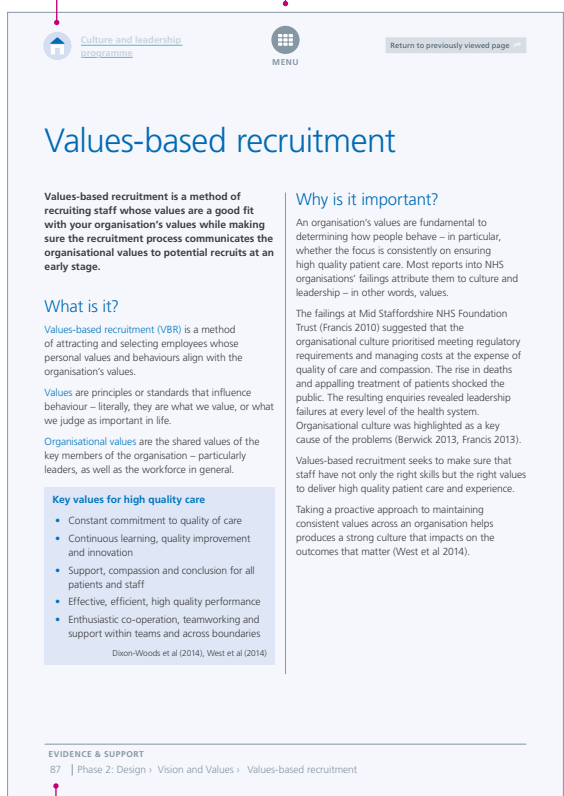 Culture and leadership
programme
MENU
Return to previously viewed page
Values-based recruitment
Values-based recruitment is a method of
recruiting staff whose values are a good fit
with your organisation's values while making
sure the recruitment process communicates the
organisational values to potential recruits at an
early stage.
What is it?
Values-based recruitment (VBR) is a method
of attracting and selecting employees whose
personal values and behaviours align with the
organisation's values.
Values are principles or standards that influence
behaviour – literally, they are what we value, or what
we judge as important in life.
Organisational values are the shared values of the
key members of the organisation – particularly
leaders, as well as the workforce in general.
Key values for high quality care
• Constant commitment to quality of care
• Continuous learning, quality improvement
and innovation
• Support, compassion and conclusion for all
patients and staff
• Effective, efficient, high quality performance
• Enthusiastic co-operation, teamworking and
support within teams and across boundaries
Dixon-Woods et al (2014), West et al (2014)
Why is it important?
An organisation's values are fundamental to
determining how people behave – in particular,
whether the focus is consistently on ensuring
high quality patient care. Most reports into NHS
organisations' failings attribute them to culture and
leadership – in other words, values.
The failings at Mid Staffordshire NHS Foundation
Trust (Francis 2010) suggested that the
organisational culture prioritised meeting regulatory
requirements and managing costs at the expense of
quality of care and compassion. The rise in deaths
and appalling treatment of patients shocked the
public. The resulting enquiries revealed leadership
failures at every level of the health system.
Organisational culture was highlighted as a key
cause of the problems (Berwick 2013, Francis 2013).
Values-based recruitment seeks to make sure that
staff have not only the right skills but the right values
to deliver high quality patient care and experience.
Taking a proactive approach to maintaining
consistent values across an organisation helps
produce a strong culture that impacts on the
outcomes that matter (West et al 2014).
EVIDENCE & SUPPORT
87 | Phase 2: Design › Vision and Values › Values-based recruitment